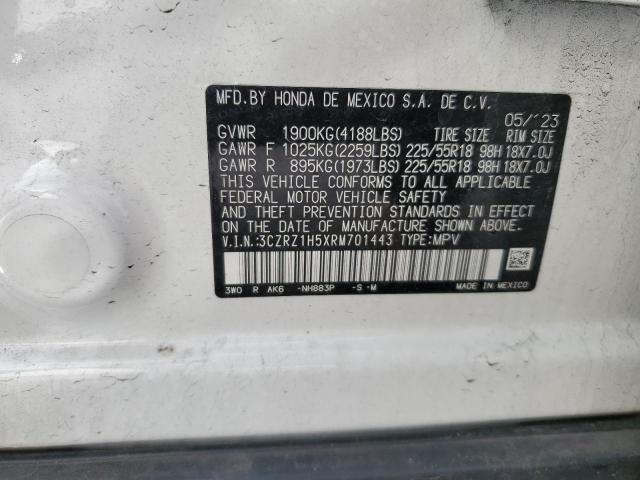 MFD.BY HONDA DE MEXICO S.A. DE C.V. 05/'23
GVWR 1900KG(4188LBS) TIRE SIZE RIM SIZE
GAWR F 1025KG(2259LBS) 225/55R18 98H 18X7.0J
GAWR R 895KG(1973LBS) 225/55R18 98H 18X7.0J
THIS VEHICLE CONFORMS TO ALL APPLICABLE
FEDERAL MOTOR VEHICLE SAFETY
AND THEFT PREVENTION STANDARDS IN EFFECT
ON THE DATE OF MANUFACTURE SHOWN ABOVE.
V.I.N.:3CZRZ1H5XRM701443 TYPE:MPV
3W0 R AK6 -NH883P -S-M MADE IN MEXICO